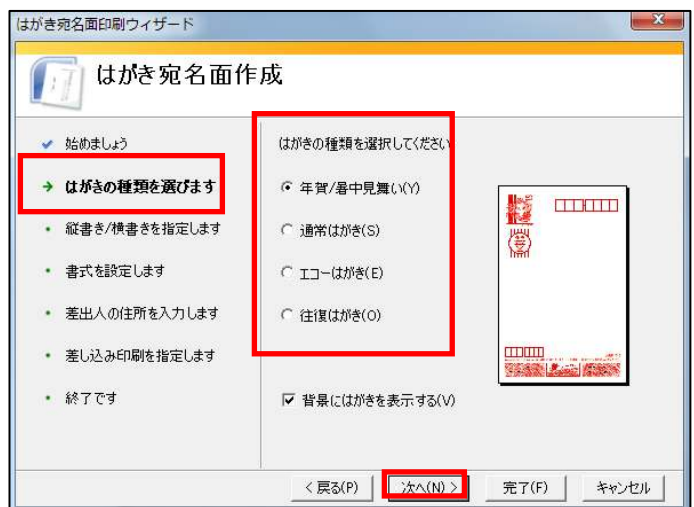 はがき宛名面印刷ウィザード
はがき宛名面作成
始めましょう
はがきの種類を選びます
縦書き/横書きを指定します
書式を設定します
差出人の住所を入力します
差し込み印刷を指定します
終了です
はがきの種類を選択してください
年賀/暑中見舞い(Y)
通常はがき(S)
エコーはがき(E)
往復はがき(O)
背景にはがきを表示する(V)
< 戻る(P)
次へ(N) >
完了(F)
キャンセル